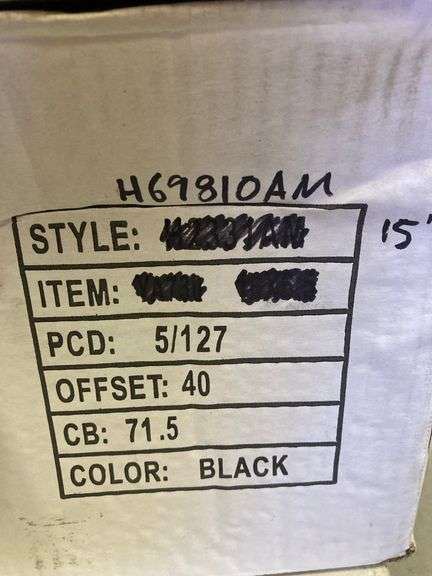 H69810AM
STYLE:
15"
ITEM:
PCD: 5/127
OFFSET: 40
CB: 71.5
COLOR: BLACK